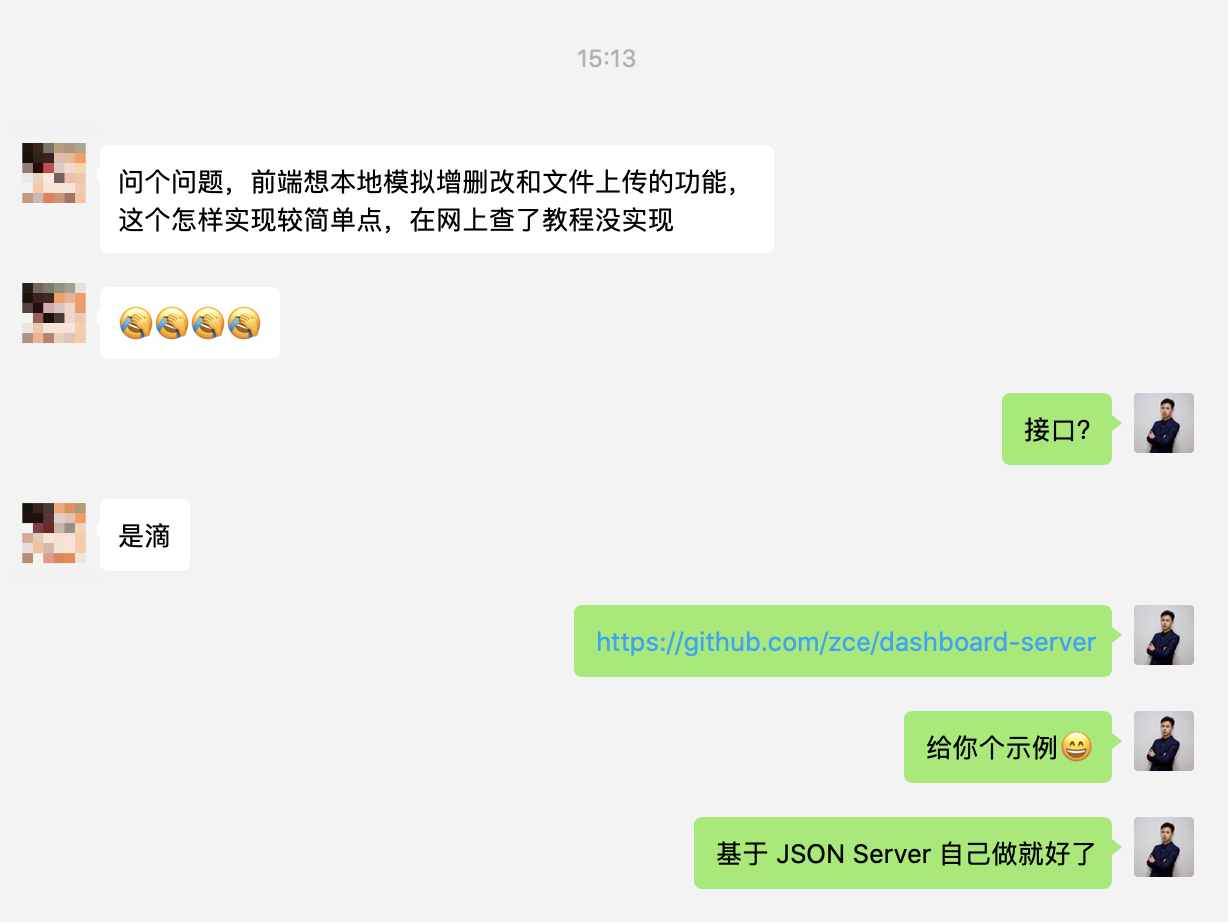 15:13
问个问题，前端想本地模拟增删改和文件上传的功能，
这个怎样实现较简单点，在网上查了教程没实现
🤦🤦🤦🤦
接口?
是滴
https://github.com/zce/dashboard-server
给你个示例😄
基于 JSON Server 自己做就好了